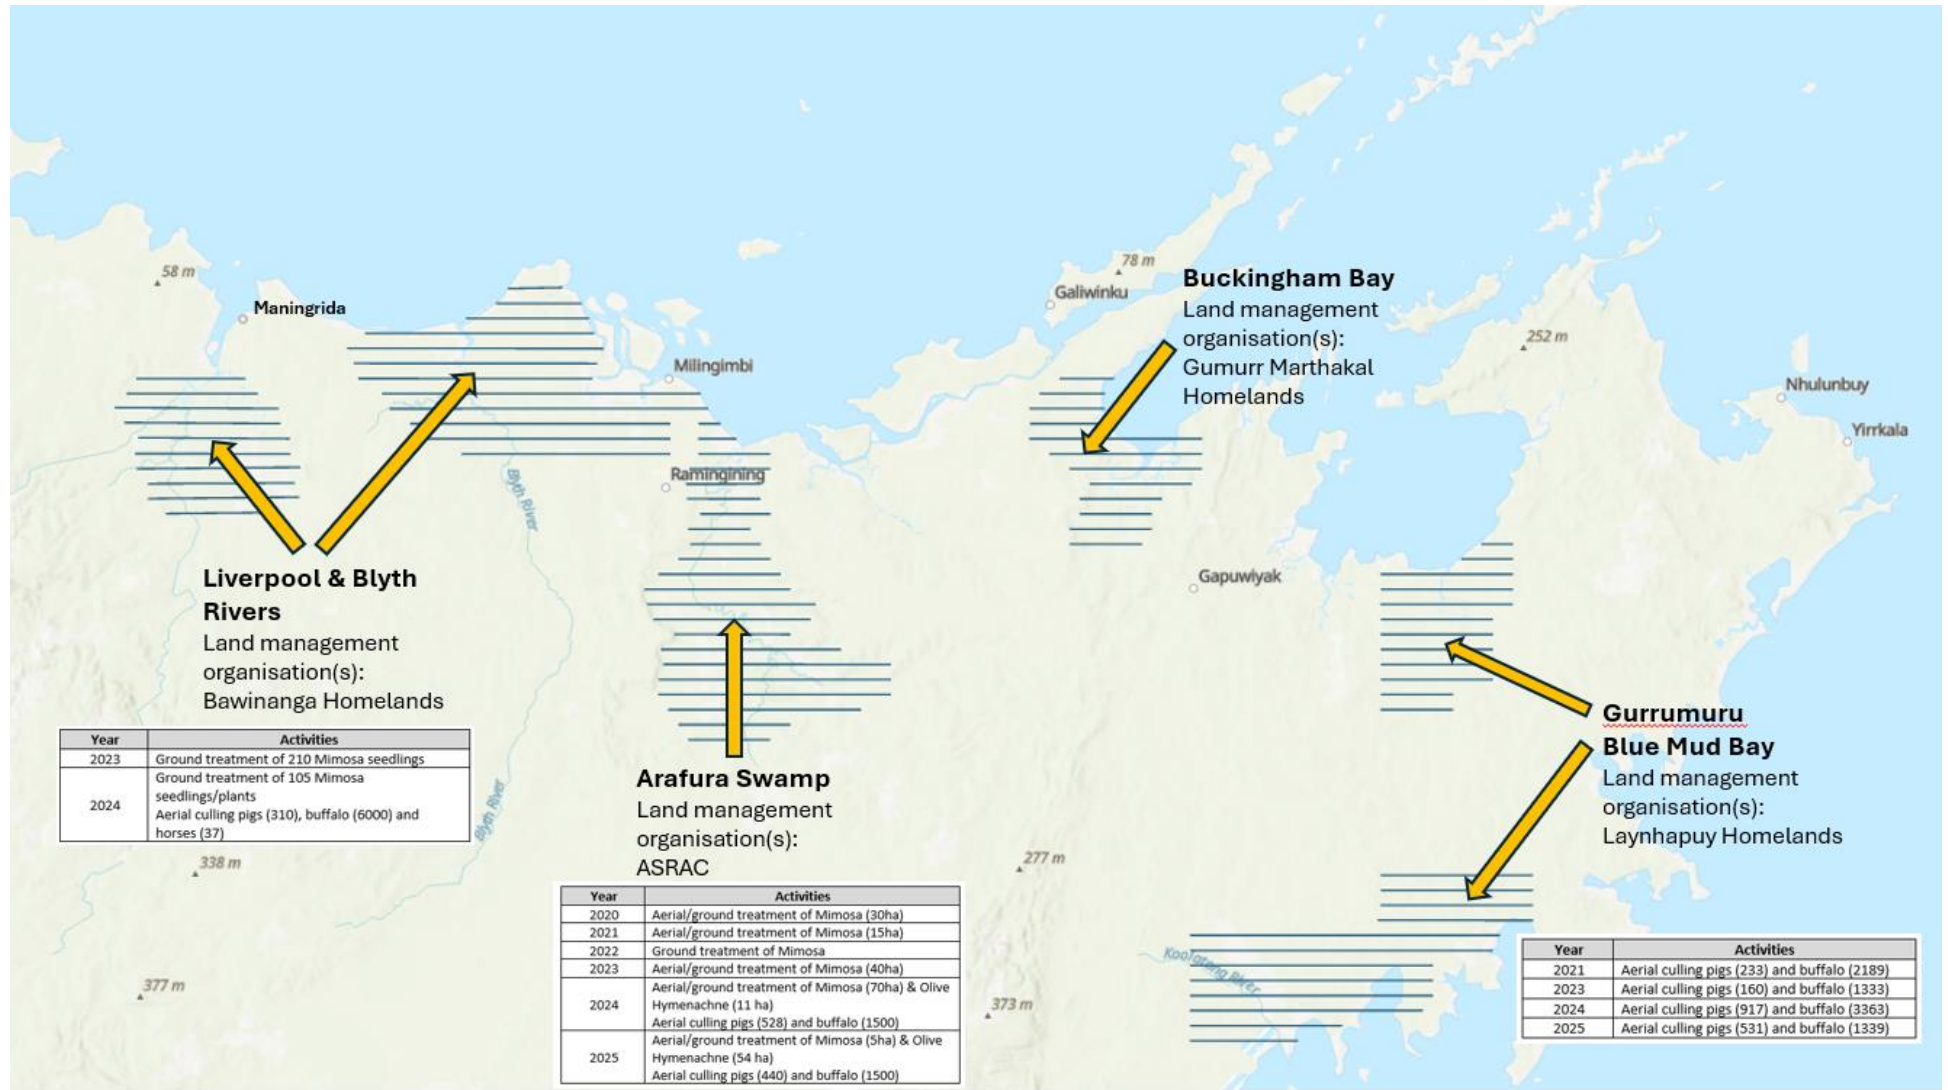 58 m
Maningrida
Milingimbi
Ramingining
Blyth River
Blyth River
78 m
Galiwinku
Buckingham Bay
Land management
organisation(s):
Gumurr Marthakal
Homelands
252 m
Nhulunbuy
Yirrkala
Gapuwiyak
Liverpool & Blyth
Rivers
Land management
organisation(s):
Bawinanga Homelands
Year Activities
2023 Ground treatment of 210 Mimosa seedlings
2024 Ground treatment of 105 Mimosa
seedlings/plants
Aerial culling pigs (310), buffalo (6000) and
horses (37)
338 m
377 m
Arafura Swamp
Land management
organisation(s):
ASRAC
Year Activities
2020 Aerial/ground treatment of Mimosa (30ha)
2021 Aerial/ground treatment of Mimosa (15ha)
2022 Ground treatment of Mimosa
2023 Aerial/ground treatment of Mimosa (40ha)
2024 Aerial/ground treatment of Mimosa (70ha) & Olive
Hymenachne (11 ha)
Aerial culling pigs (528) and buffalo (1500)
2025 Aerial/ground treatment of Mimosa (5ha) & Olive
Hymenachne (54 ha)
Aerial culling pigs (440) and buffalo (1500)
277 m
373 m
Koolatong River
Gurrumuru
Blue Mud Bay
Land management
organisation(s):
Laynhapuy Homelands
Year Activities
2021 Aerial culling pigs (233) and buffalo (2189)
2023 Aerial culling pigs (160) and buffalo (1333)
2024 Aerial culling pigs (917) and buffalo (3363)
2025 Aerial culling pigs (531) and buffalo (1339)